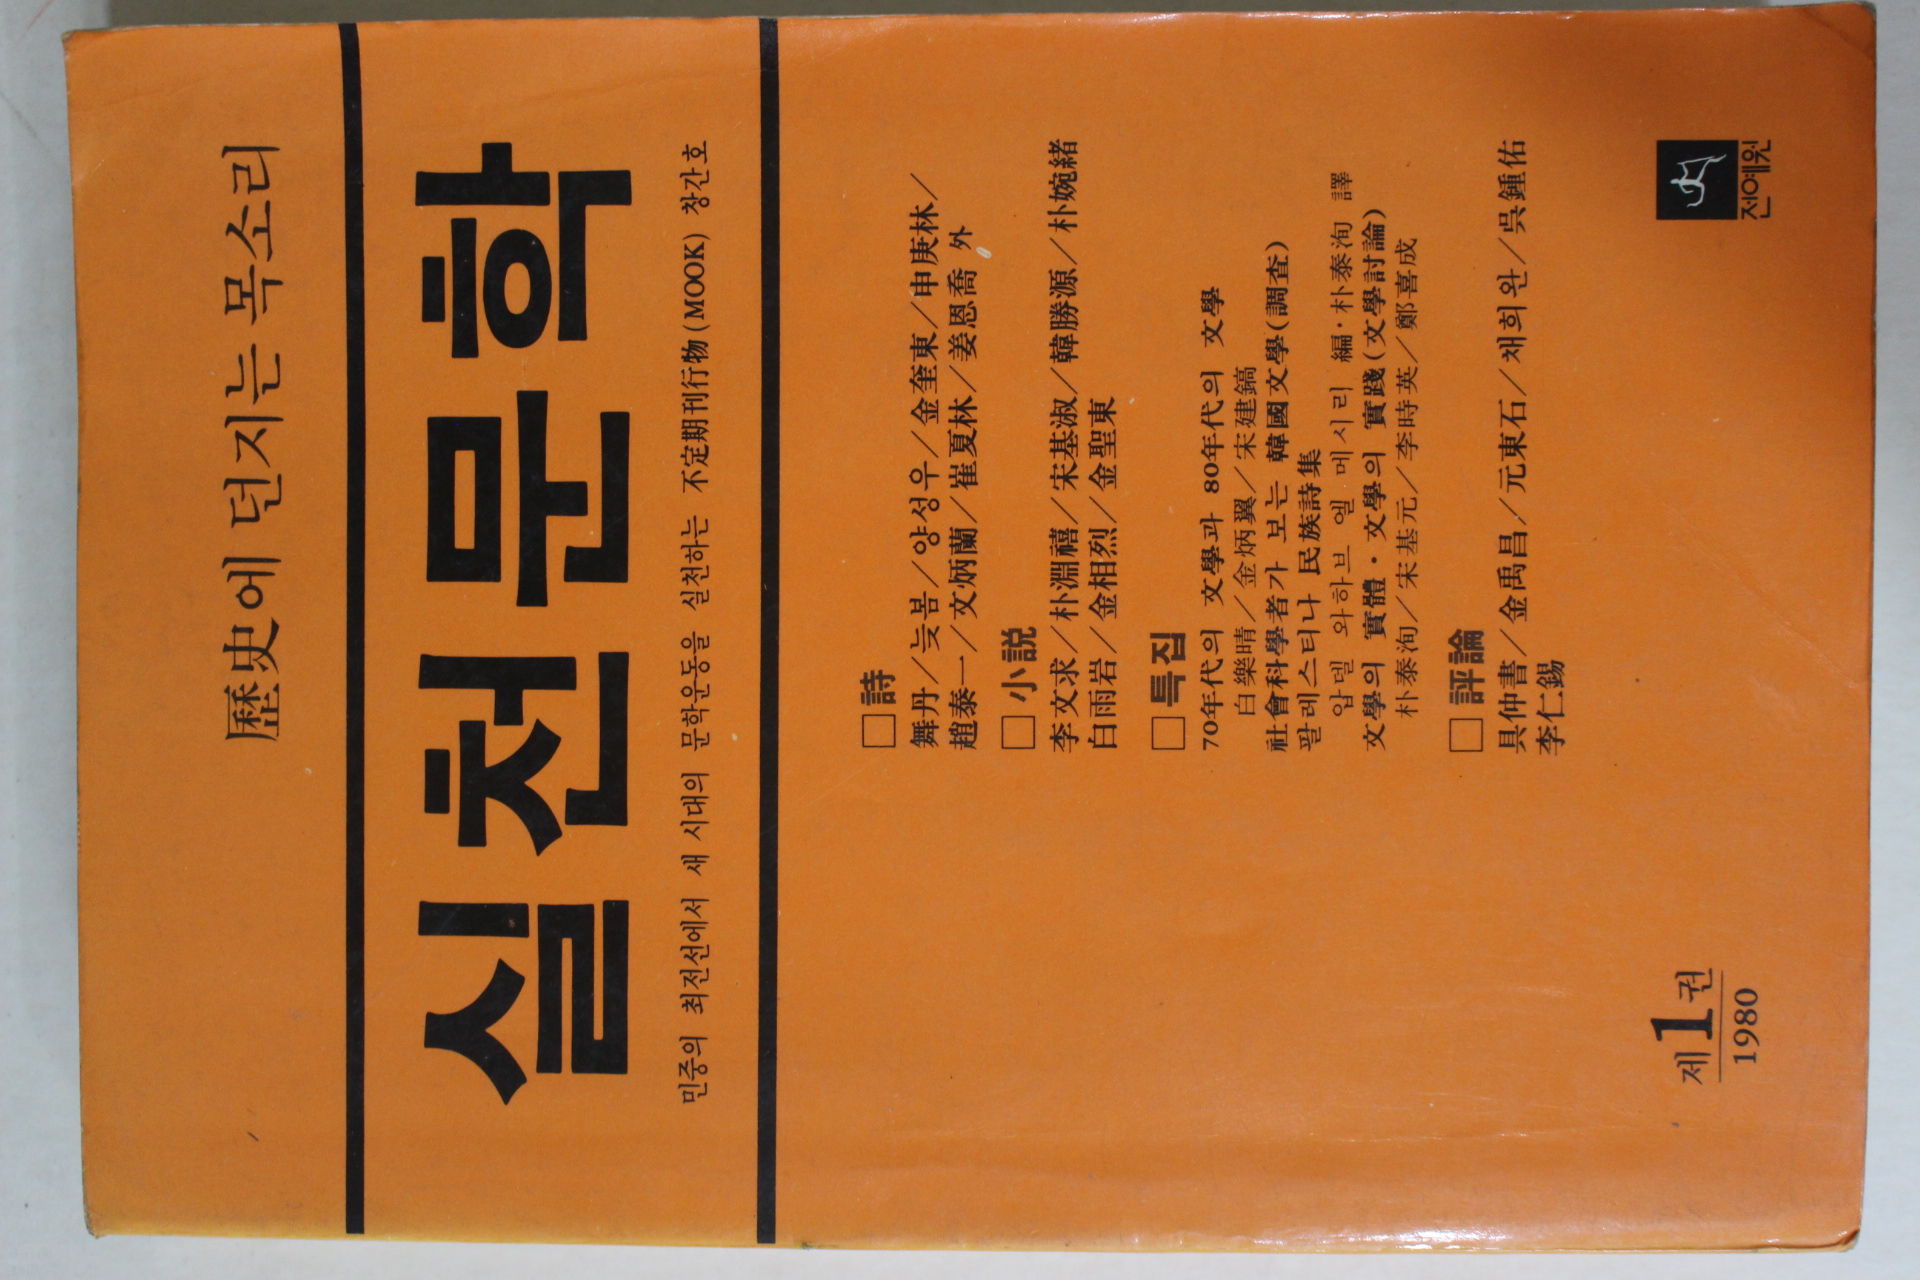 歷史에 던지는 목소리
실천문학
민중의 최전선에서 새 시대의 문학운동을 실천하는 不定期刊行物(MOOK) 창간호
□詩
舞丹/늦봄/양성우/金奎東/申庚林/
趙泰一/文炳蘭/崔夏林/姜恩喬 外
□小説
李文求/朴淵禧/宋基淑/韓勝源/朴婉緖
白雨岩/金相烈/金聖東
□특집
70年代의 文學과 80年代의 文學
白樂晴/金炳翼/宋建鎬
社會科學者가 보는 韓國文學(調査)
팔레스티나 民族詩集
압델 와하브 엘 메시리 編·朴泰洵 譯
文學의 實體·文學의 實踐(文學討論)
朴泰洵/宋基元/李時英/鄭喜成
□評論
具仲書/金禹昌/元東石/채희완/吳鍾佑
李仁錫
제1권
1980
전예원